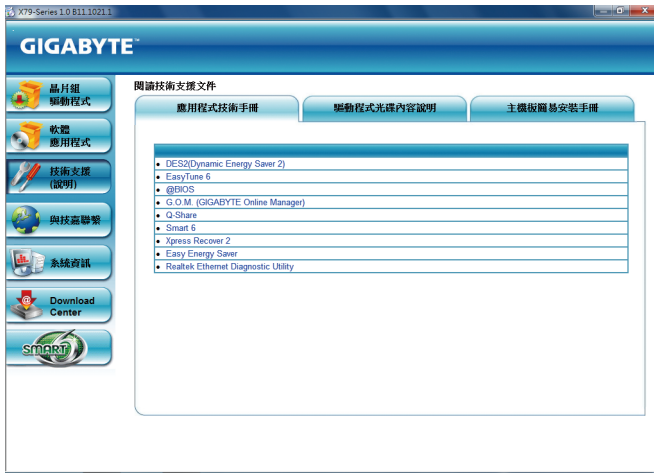 X79-Series 1.0 B11.1021.1
GIGABYTE™
晶片組
驅動程式
軟體
應用程式
技術支援
(說明)
與技嘉聯繫
系統資訊
Download
Center
SMART6
閱讀技術支援文件
應用程式技術手冊
驅動程式光碟內容說明
主機板簡易安裝手冊
• DES2(Dynamic Energy Saver 2)
• EasyTune 6
• @BIOS
• G.O.M. (GIGABYTE Online Manager)
• Q-Share
• Smart 6
• Xpress Recover 2
• Easy Energy Saver
• Realtek Ethernet Diagnostic Utility